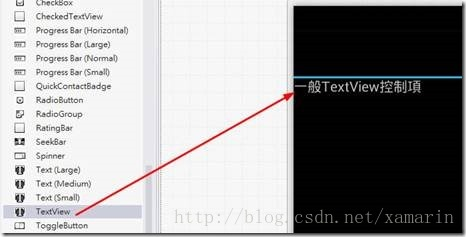 CheckBox
CheckedTextView
Progress Bar (Horizontal)
Progress Bar (Large)
Progress Bar (Normal)
Progress Bar (Small)
QuickContactBadge
RadioButton
RadioGroup
RatingBar
SeekBar
Spinner
Text (Large)
Text (Medium)
Text (Small)
TextView
ToggleButton
一般TextView控制項
http://blog.csdn.net/xamarin